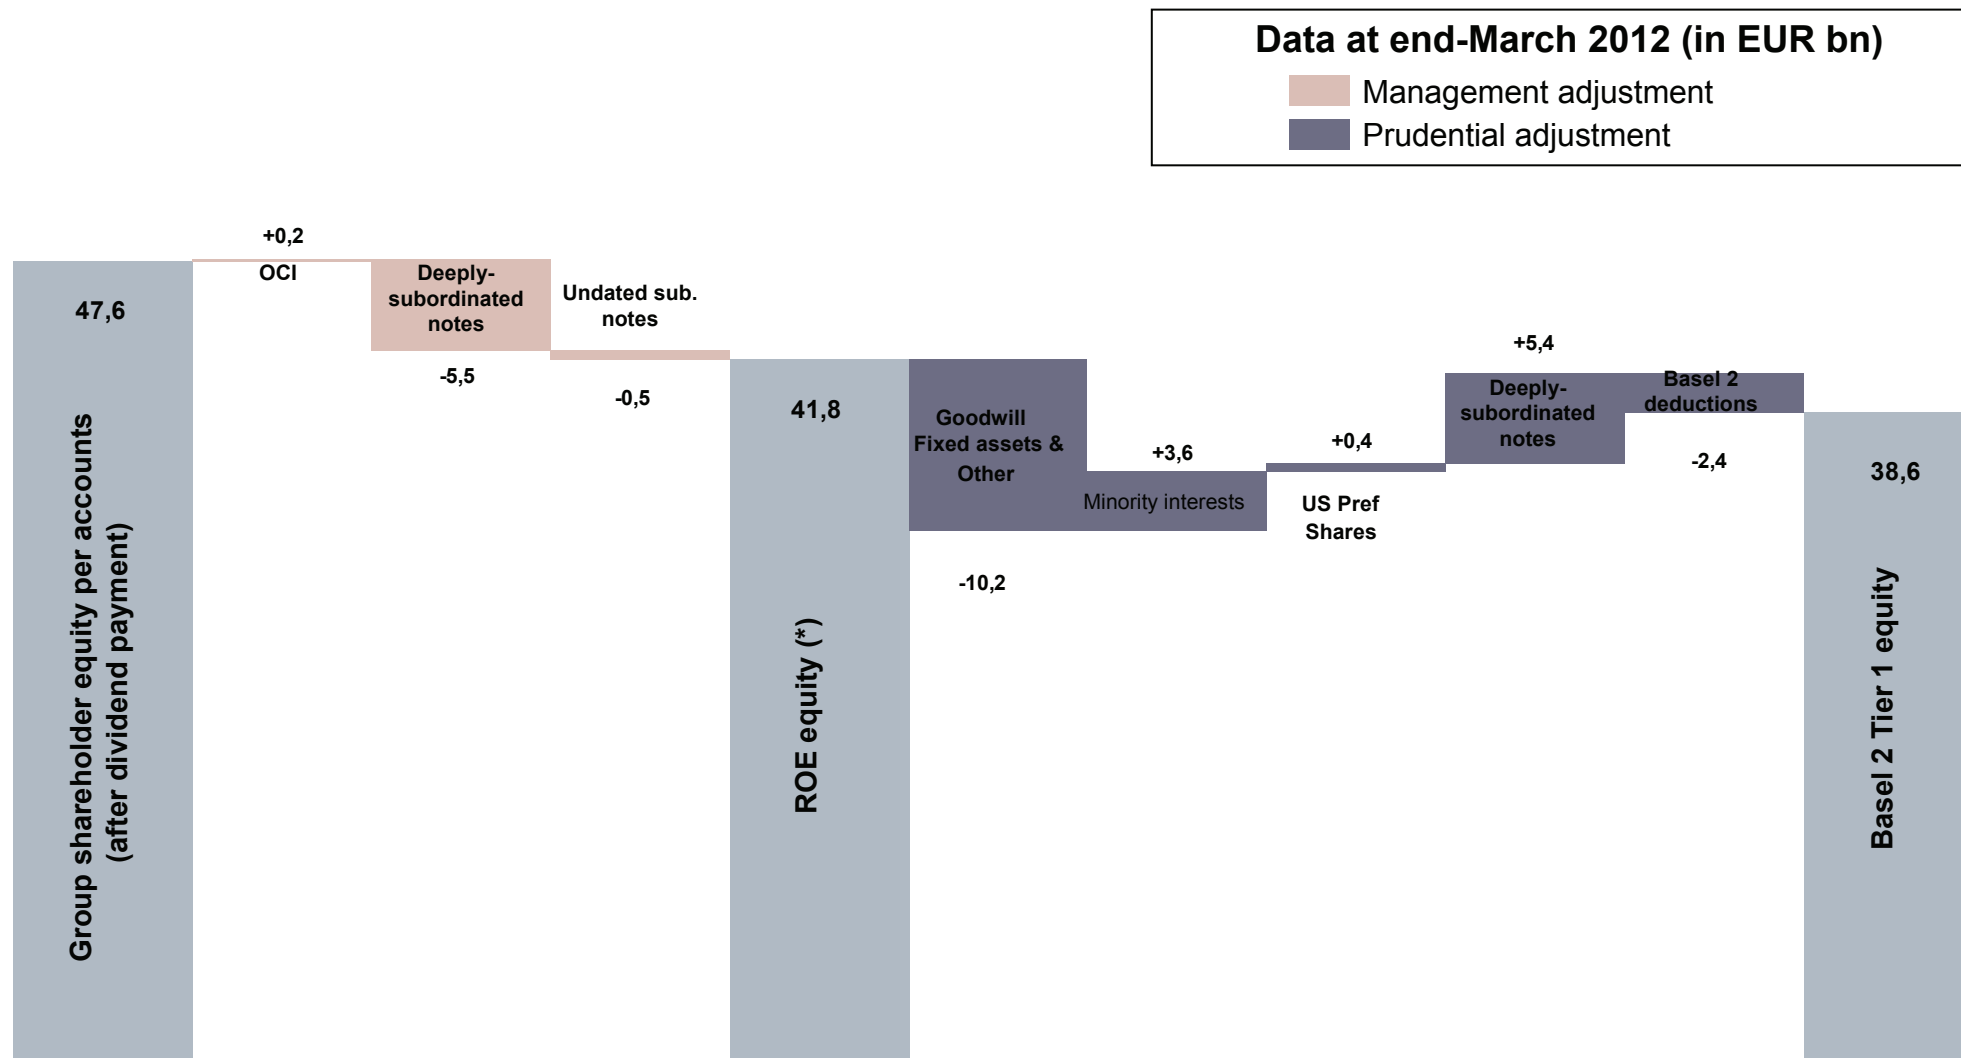 Data at end-March 2012 (in EUR bn)
Management adjustment
Prudential adjustment
47,6
Group shareholder equity per accounts
(after dividend payment)
+0,2
OCI
Deeply-
subordinated
notes
-5,5
Undated sub.
notes
-0,5
41,8
ROE equity (*)
Goodwill
Fixed assets &
Other
-10,2
+3,6
Minority interests
+0,4
US Pref
Shares
+5,4
Deeply-
subordinated
notes
Basel 2
deductions
-2,4
38,6
Basel 2 Tier 1 equity